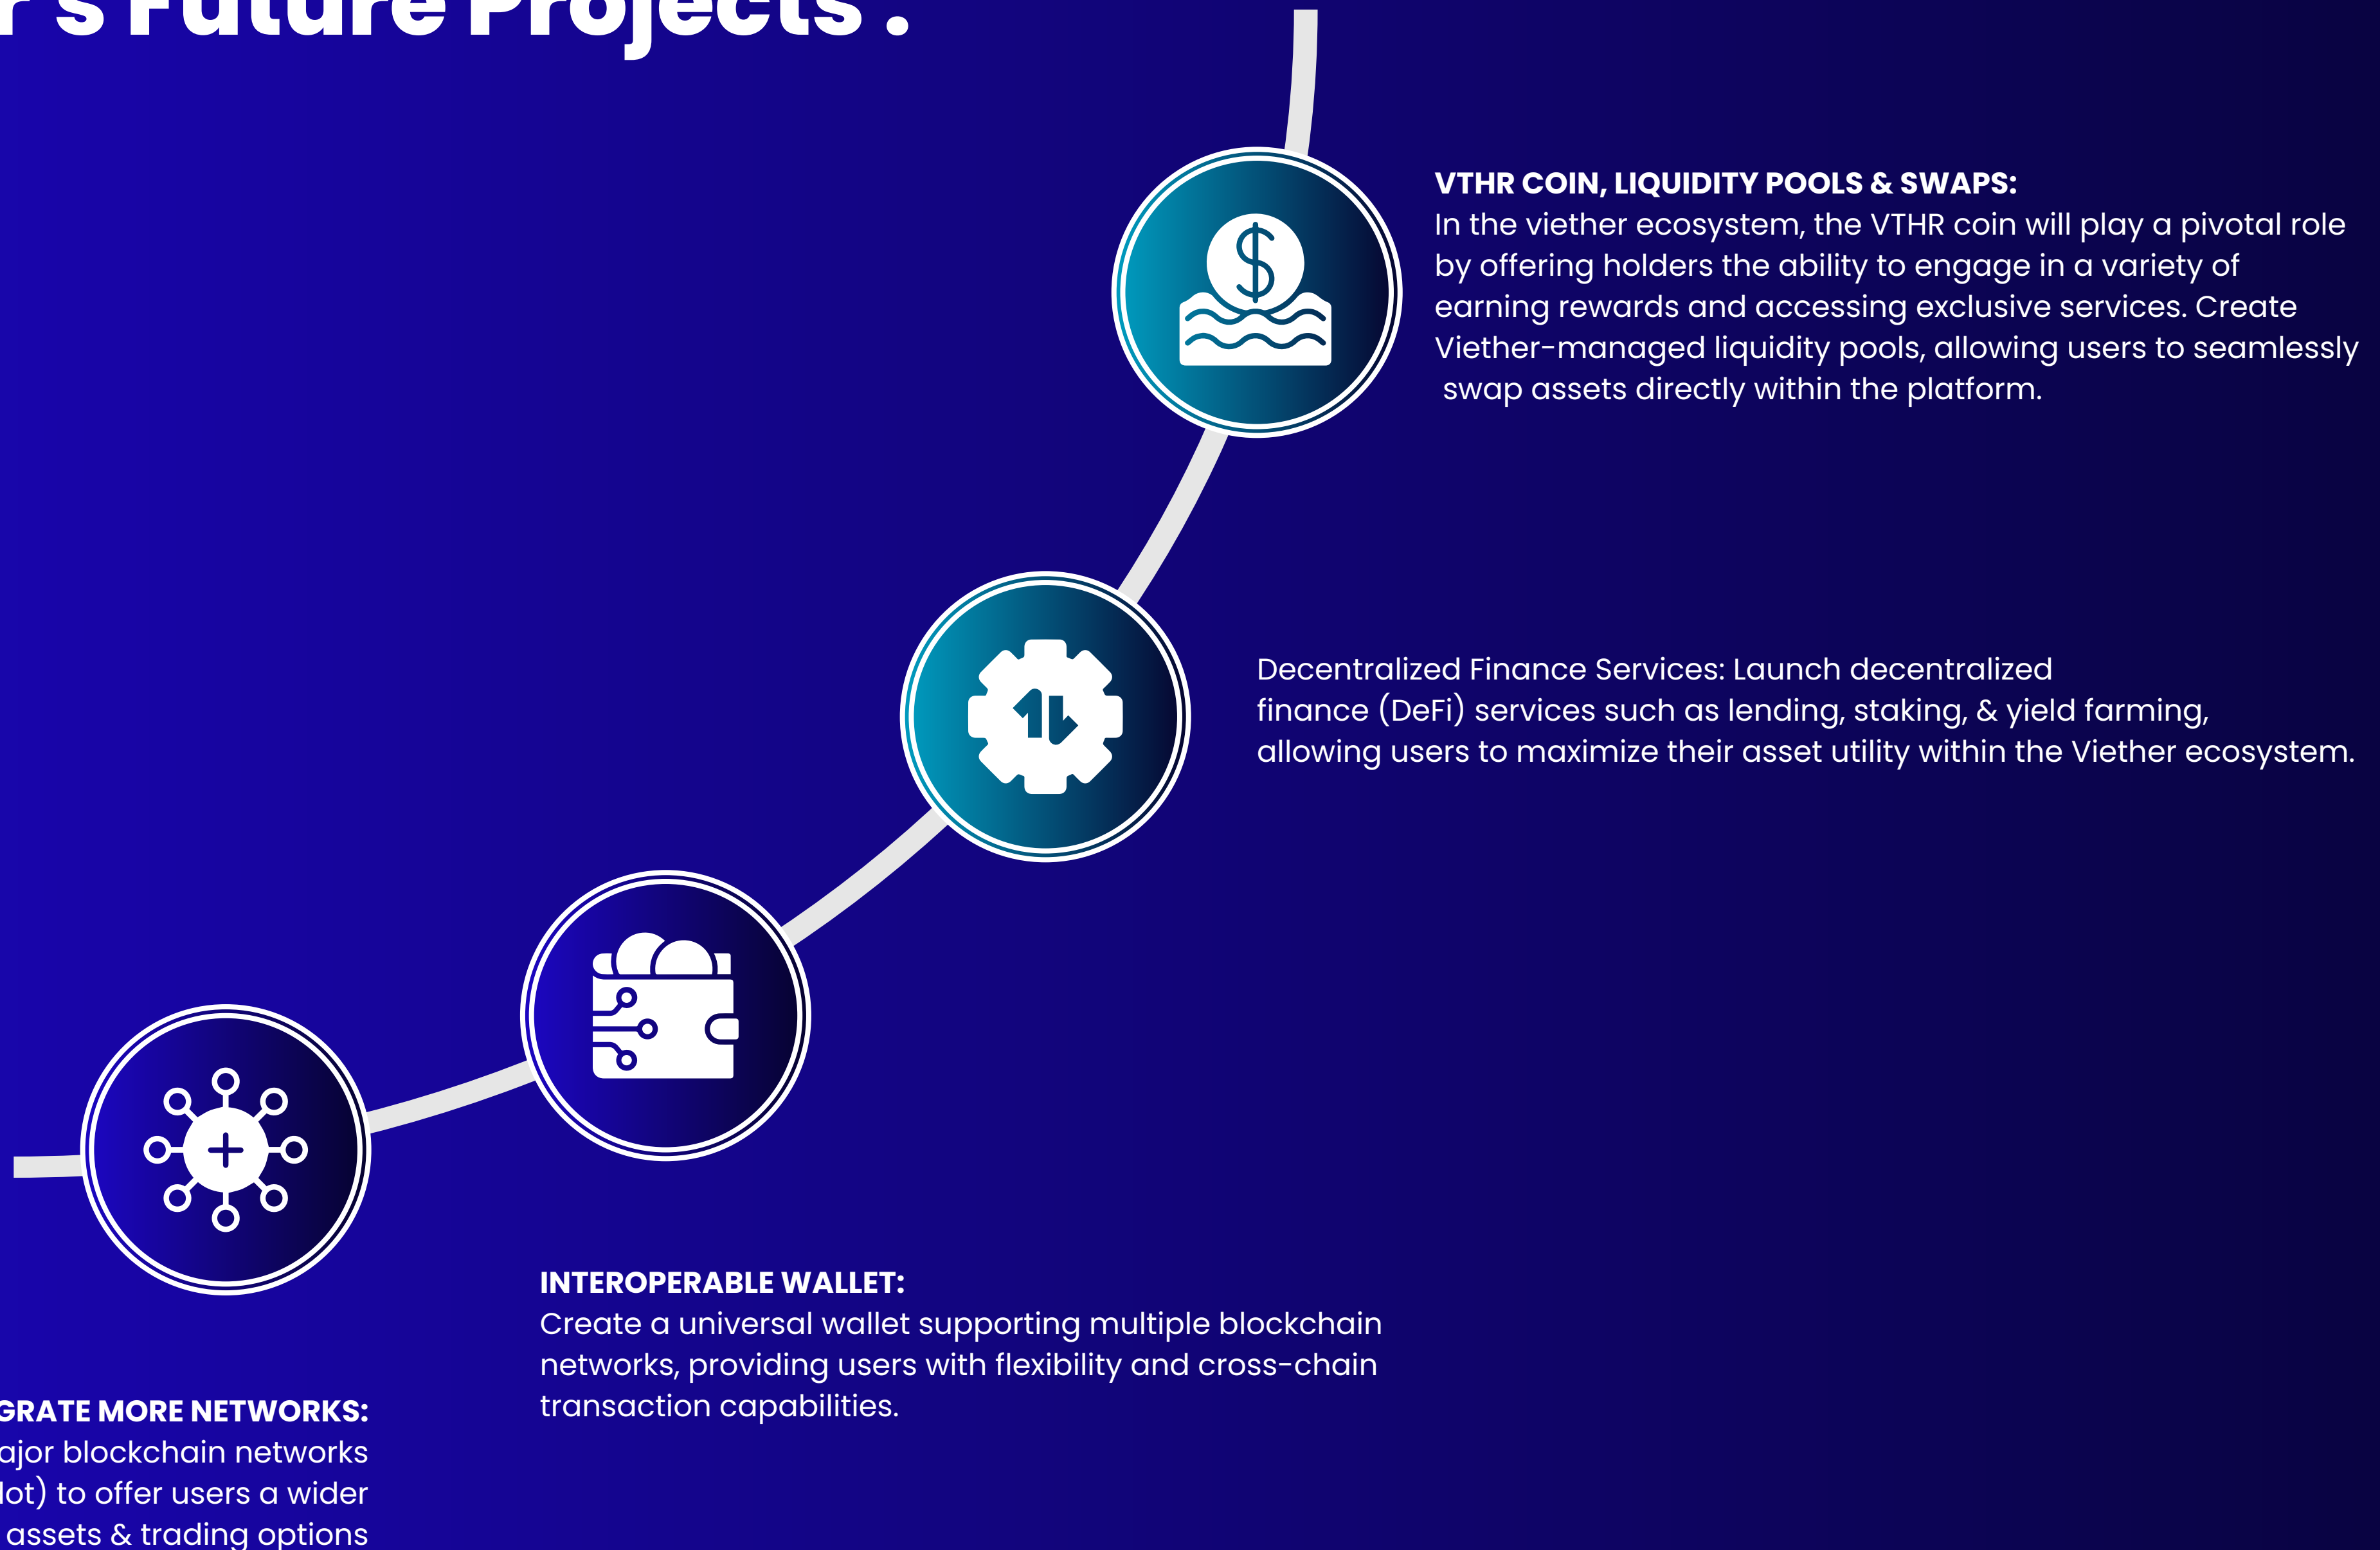 r's Future Projects .
VTHR COIN, LIQUIDITY POOLS & SWAPS:
In the viether ecosystem, the VTHR coin will play a pivotal role
by offering holders the ability to engage in a variety of
earning rewards and accessing exclusive services. Create
Viether-managed liquidity pools, allowing users to seamlessly
swap assets directly within the platform.
Decentralized Finance Services: Launch decentralized
finance (DeFi) services such as lending, staking, & yield farming,
allowing users to maximize their asset utility within the Viether ecosystem.
INTEROPERABLE WALLET:
Create a universal wallet supporting multiple blockchain
networks, providing users with flexibility and cross-chain
transaction capabilities.
GRATE MORE NETWORKS:
ajor blockchain networks
lot) to offer users a wider
assets & trading options